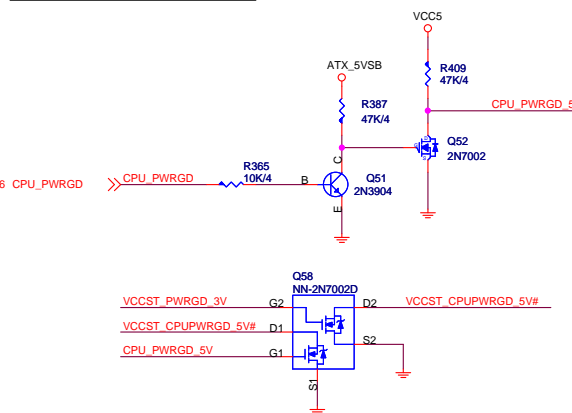 VCC5
ATX_5VSB
R409
47K/4
R387
47K/4
CPU_PWRGD_5
Q52
2N7002
C
R365
10K/4
6 CPU_PWRGD
CPU_PWRGD
B
Q51
2N3904
E
Q58
NN-2N7002D
VCCST_PWRGD_3V
G2
D2
VCCST_CPUPWRGD_5V#
VCCST_CPUPWRGD_5V#
D1
S2
CPU_PWRGD_5V
G1
S1